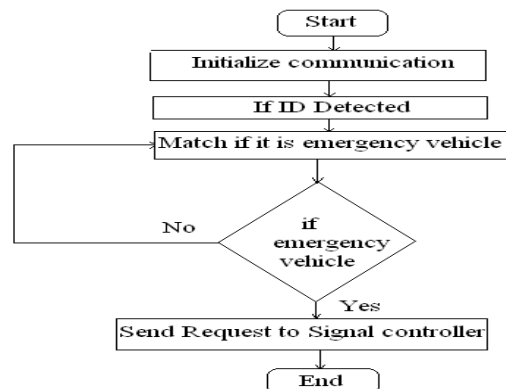 Start
Initialize communication
If ID Detected
Match if it is emergency vehicle
No
if
emergency
vehicle
Yes
Send Request to Signal controller
End